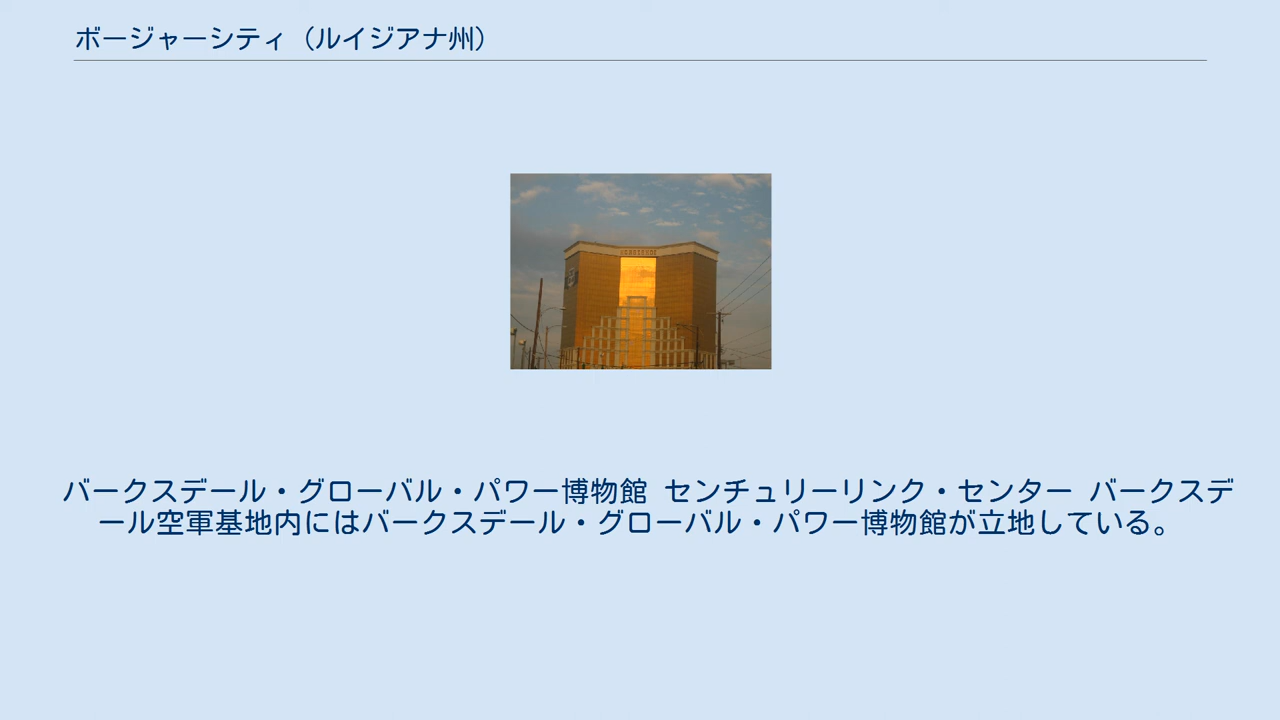 ボージャーシティ（ルイジアナ州）
バークスデール・グローバル・パワー博物館 センチュリーリンク・センター バークスデ
ール空軍基地内にはバークスデール・グローバル・パワー博物館が立地している。